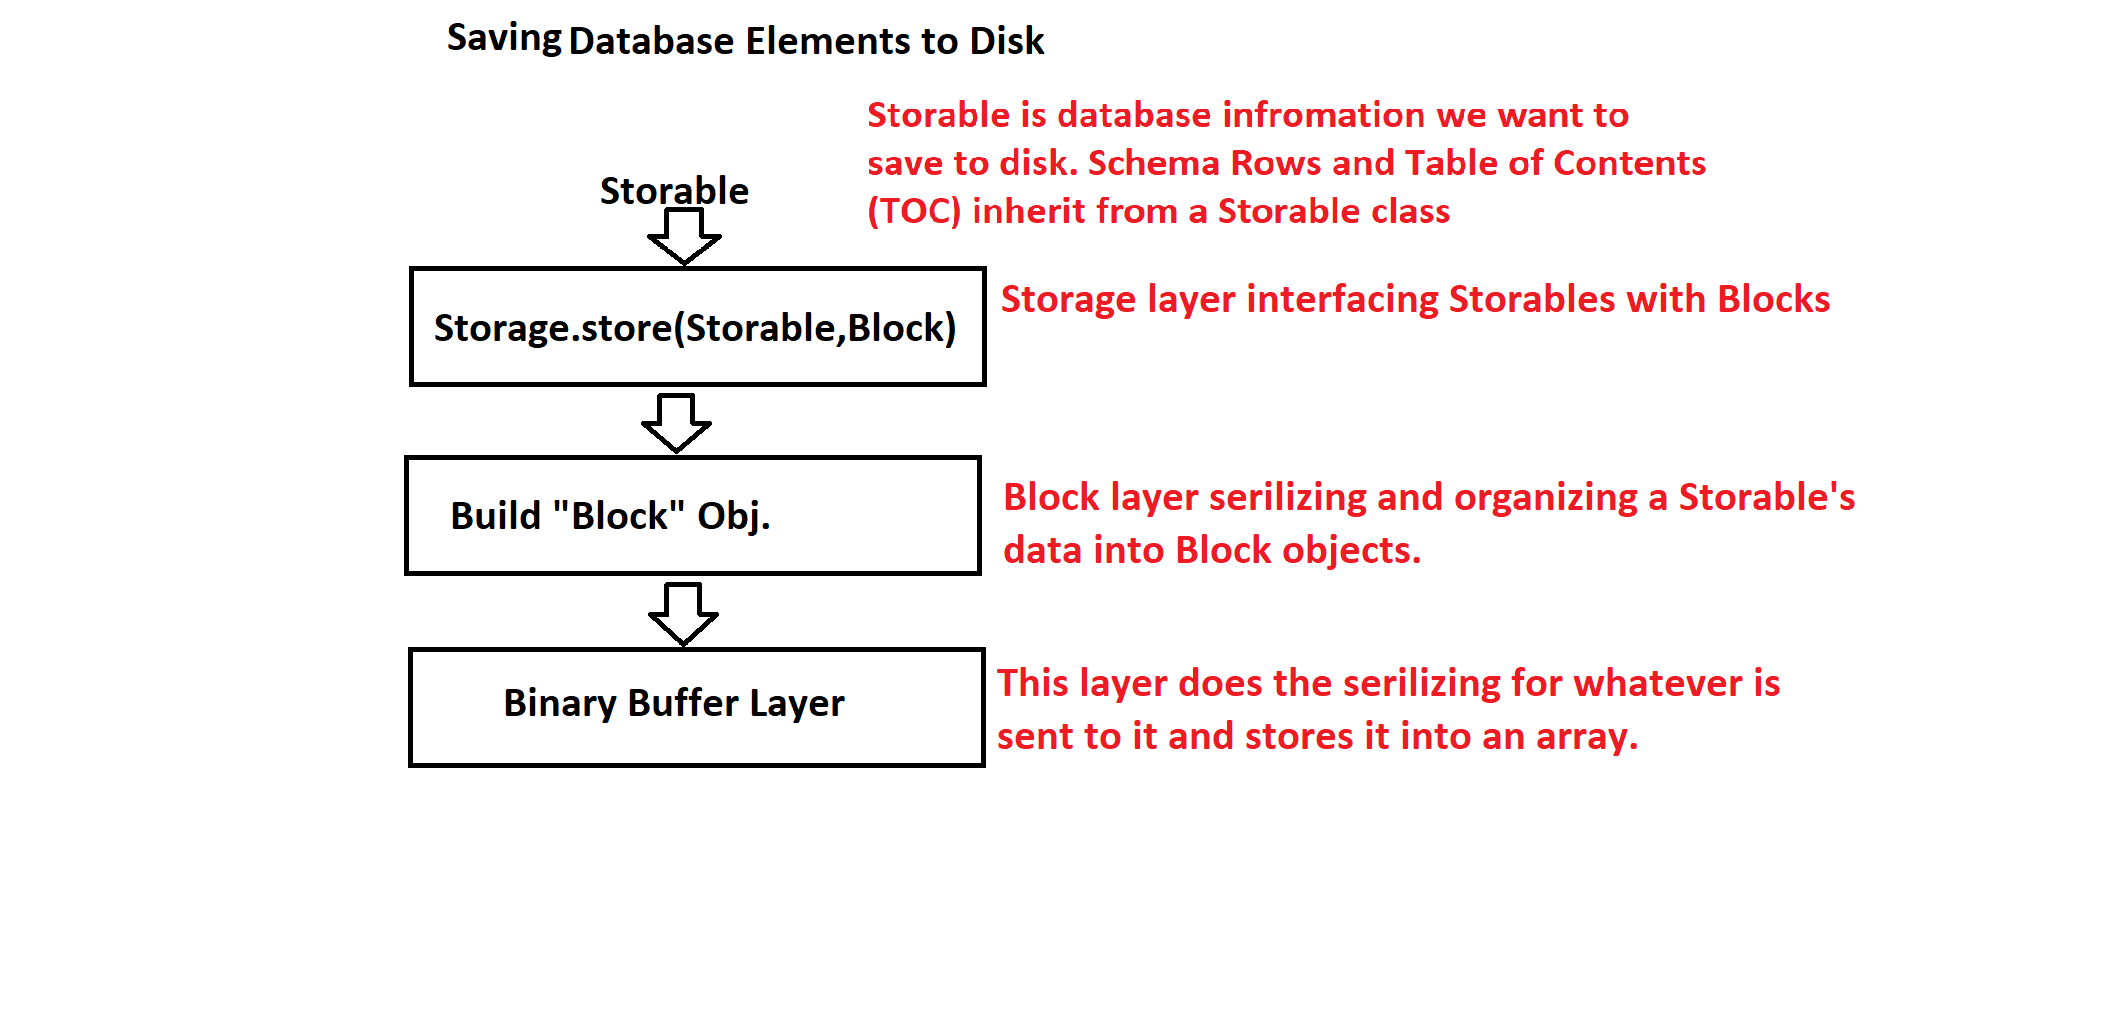 Saving Database Elements to Disk
Storable is database infromation we want to
save to disk. Schema Rows and Table of Contents
(TOC) inherit from a Storable class
Storable
Storage.store(Storable,Block)
Storage layer interfacing Storables with Blocks
Build "Block" Obj.
Block layer serilizing and organizing a Storable's
data into Block objects.
Binary Buffer Layer
This layer does the serilizing for whatever is
sent to it and stores it into an array.